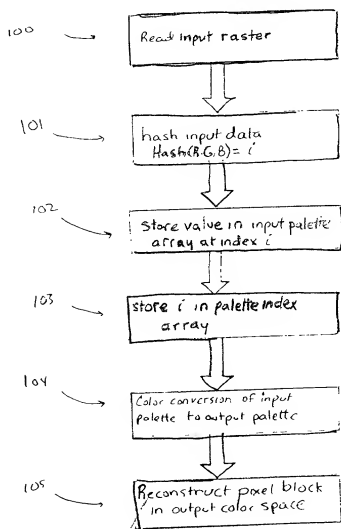 100
Read input raster
101
hash input data
Hash(R,G,B) = i
102
store value in input palette
array at index i
103
store i in palette index
array
104
Color conversion of input
palette to output palette
105
Reconstruct pixel block
in output color space